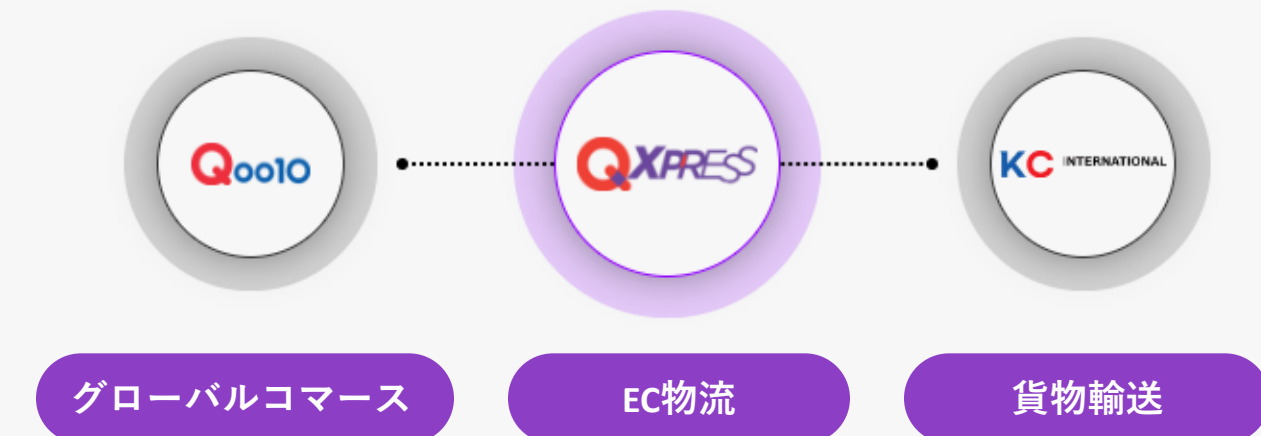 Qoo10
QXPRESS
KC INTERNATIONAL
グローバルコマース
EC物流
貨物輸送